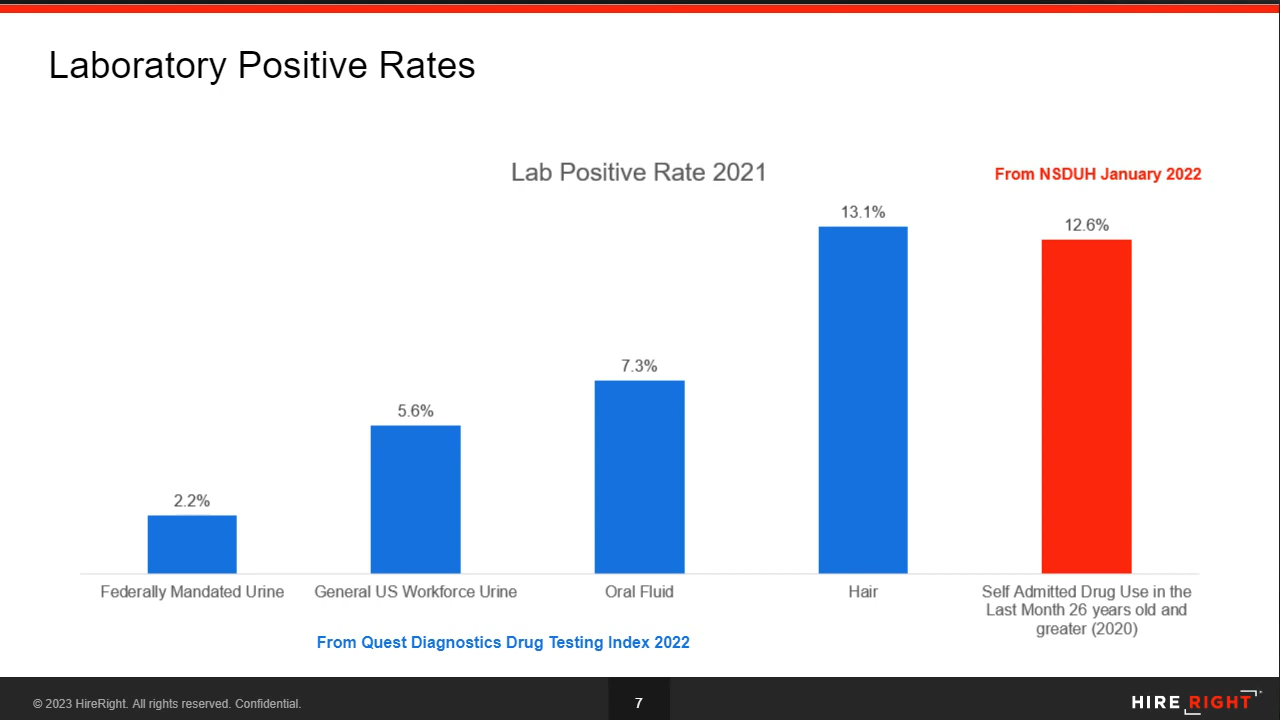 Laboratory Positive Rates
Lab Positive Rate 2021
From NSDUH January 2022
13.1%
12.6%
7.3%
5.6%
2.2%
Federally Mandated Urine
General US Workforce Urine
Oral Fluid
Hair
Self Admitted Drug Use in the
Last Month 26 years old and
greater (2020)
From Quest Diagnostics Drug Testing Index 2022
© 2023 HireRight. All rights reserved. Confidential.
7
HIRE RIGHT